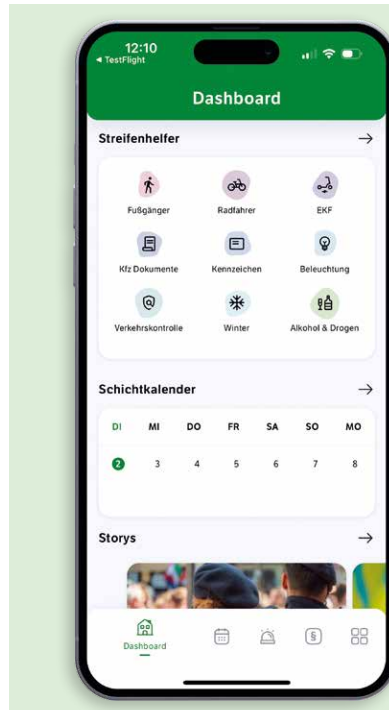 12:10
◄ TestFlight
Dashboard
Streifenhelfer →
Fußgänger Radfahrer EKF
Kfz Dokumente Kennzeichen Beleuchtung
Verkehrskontrolle Winter Alkohol & Drogen
Schichtkalender →
DI MI DO FR SA SO MO
2 3 4 5 6 7 8
Storys →
§
Dashboard